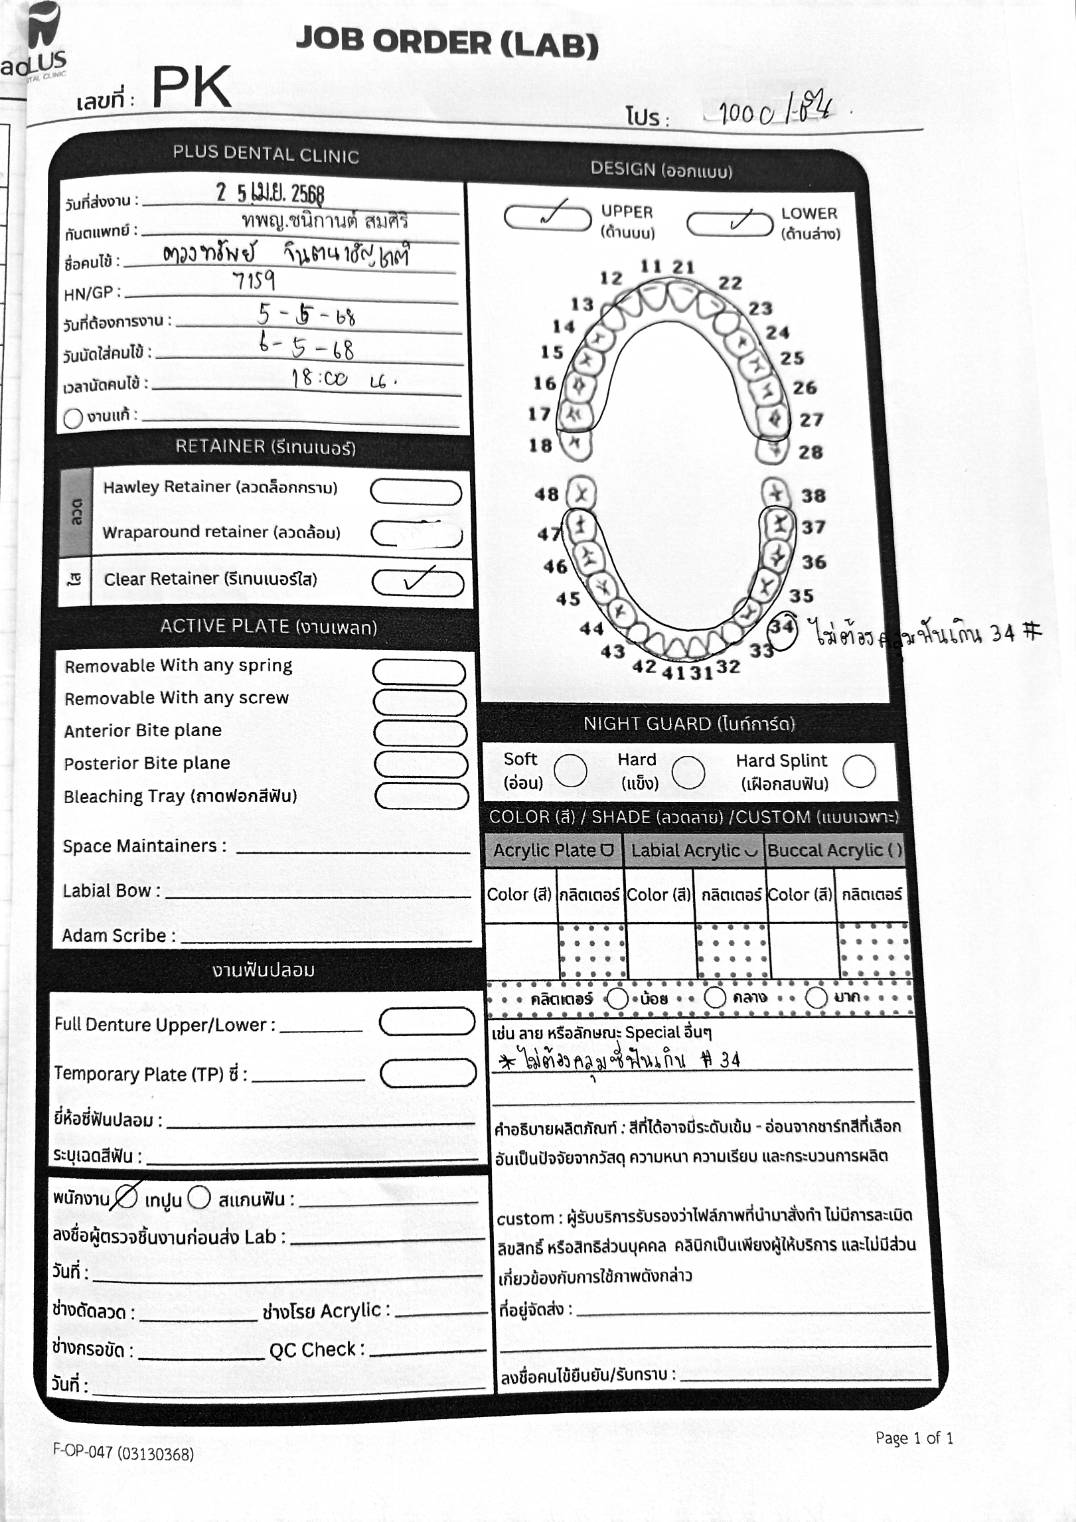 JOB ORDER (LAB)
LUS
เลขที่ : PK
โปร : 1000 / ชิ้น
PLUS DENTAL CLINIC
วันที่ส่งงาน : 2 5 เม.ย. 2568
ทันตแพทย์ : ทพญ.ชนิกานต์ สมศิริ
ชื่อคนไข้ : ดวงทรัพย์
HN/GP : 7159
วันที่ต้องการงาน : 5 - 5 - 68
วันนัดใส่คนไข้ : 6 - 5 - 68
เวลานัดคนไข้ : 18:00 น.
งานแก้ :
DESIGN (ออกแบบ)
UPPER (ด้านบน)
LOWER (ด้านล่าง)
11 21
12 22
13 23
14 24
15 25
16 26
17 27
18 28
48 38
47 37
46 36
45 35
44 34 ไม่ต้องคลุมฟันเกิน 34 #
43 33
42 41 31 32
RETAINER (รีเทนเนอร์)
ลวด
Hawley Retainer (ลวดล็อกกราม)
Wraparound retainer (ลวดล้อม)
ใส
Clear Retainer (รีเทนเนอร์ใส)
ACTIVE PLATE (งานเพลท)
Removable With any spring
Removable With any screw
Anterior Bite plane
Posterior Bite plane
Bleaching Tray (ถาดฟอกสีฟัน)
Space Maintainers :
Labial Bow :
Adam Scribe :
NIGHT GUARD (ไนท์การ์ด)
Soft (อ่อน)
Hard (แข็ง)
Hard Splint (เฝือกสบฟัน)
COLOR (สี) / SHADE (ลวดลาย) /CUSTOM (แบบเฉพาะ)
Acrylic Plate Labial Acrylic Buccal Acrylic ( )
Color (สี) กลิตเตอร์ Color (สี) กลิตเตอร์ Color (สี) กลิตเตอร์
กลิตเตอร์ น้อย กลาง มาก
เช่น ลาย หรือลักษณะ Special อื่นๆ
* ไม่ต้องคลุมซี่ฟันเกิน # 34
คำอธิบายผลิตภัณฑ์ : สีที่ได้อาจมีระดับเข้ม - อ่อนจากชาร์ทสีที่เลือก
อันเป็นปัจจัยจากวัสดุ ความหนา ความเรียบ และกระบวนการผลิต
custom : ผู้รับบริการรับรองว่าไฟล์ภาพที่นำมาสั่งทำ ไม่มีการละเมิด
ลิขสิทธิ์ หรือสิทธิส่วนบุคคล คลินิกเป็นเพียงผู้ให้บริการ และไม่มีส่วน
เกี่ยวข้องกับการใช้ภาพดังกล่าว
ที่อยู่จัดส่ง :
ลงชื่อคนไข้ยืนยัน/รับทราบ :
งานฟันปลอม
Full Denture Upper/Lower :
Temporary Plate (TP) ซี่ :
ยี่ห้อซี่ฟันปลอม :
ระบุเฉดสีฟัน :
พนักงาน เทปูน สแกนฟัน :
ลงชื่อผู้ตรวจชิ้นงานก่อนส่ง Lab :
วันที่ :
ช่างดัดลวด : ช่างโรย Acrylic :
ช่างกรอขัด : QC Check :
วันที่ :
F-OP-047 (03130368)
Page 1 of 1